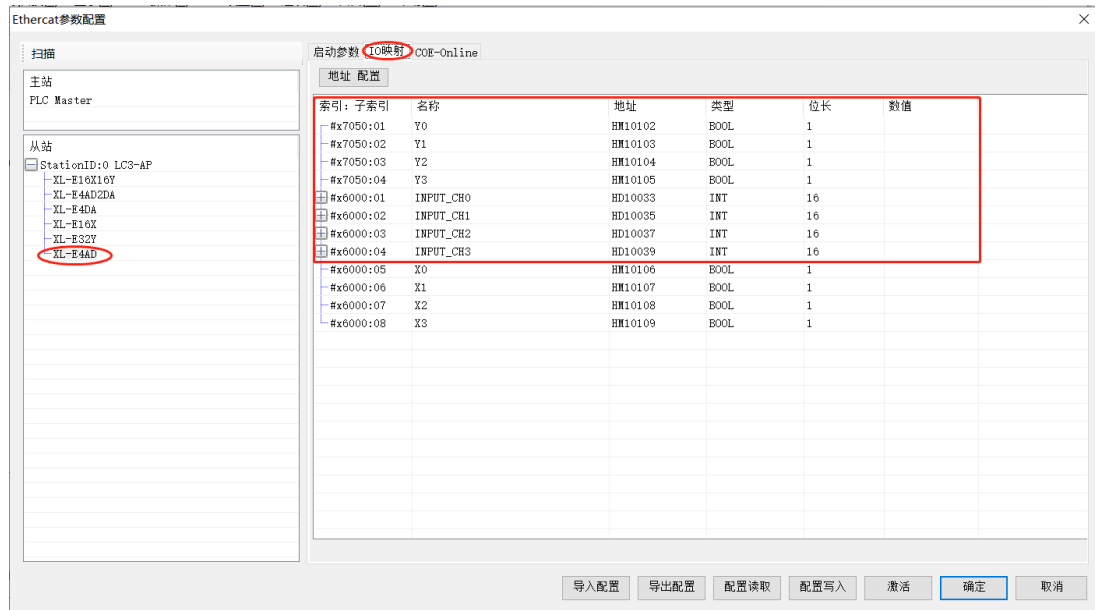 Ethercat参数配置
扫描
主站
PLC Master
从站
StationID:0 LC3-AP
XL-E16X16Y
XL-E4AD2DA
XL-E4DA
XL-E16X
XL-E32Y
XL-E4AD
启动参数 IO映射 COE-Online
地址 配置
索引: 子索引 名称 地址 类型 位长 数值
#x7050:01 Y0 HM10102 BOOL 1
#x7050:02 Y1 HM10103 BOOL 1
#x7050:03 Y2 HM10104 BOOL 1
#x7050:04 Y3 HM10105 BOOL 1
#x6000:01 INPUT_CH0 HD10033 INT 16
#x6000:02 INPUT_CH1 HD10035 INT 16
#x6000:03 INPUT_CH2 HD10037 INT 16
#x6000:04 INPUT_CH3 HD10039 INT 16
#x6000:05 X0 HM10106 BOOL 1
#x6000:06 X1 HM10107 BOOL 1
#x6000:07 X2 HM10108 BOOL 1
#x6000:08 X3 HM10109 BOOL 1
导入配置 导出配置 配置读取 配置写入 激活 确定 取消